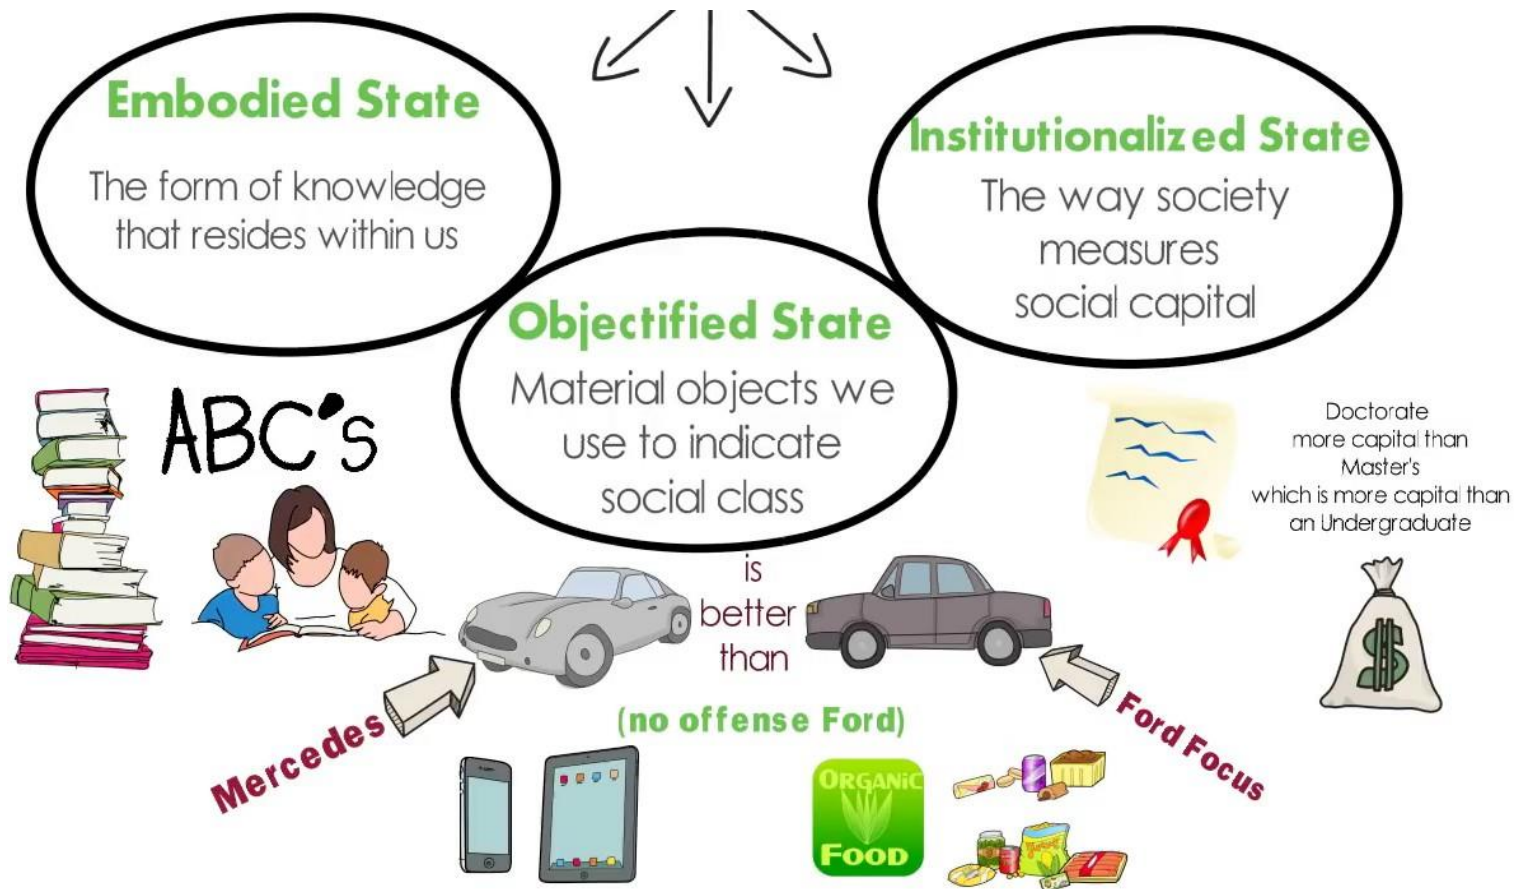 Embodied State
The form of knowledge
that resides within us
Institutionalized State
The way society
measures
social capital
Objectified State
Material objects we
use to indicate
social class
ABC's
Doctorate
more capital than
Master's
which is more capital than
an Undergraduate
is
better
than
$
Mercedes
(no offense Ford)
Ford Focus
ORGANiC
FOOD